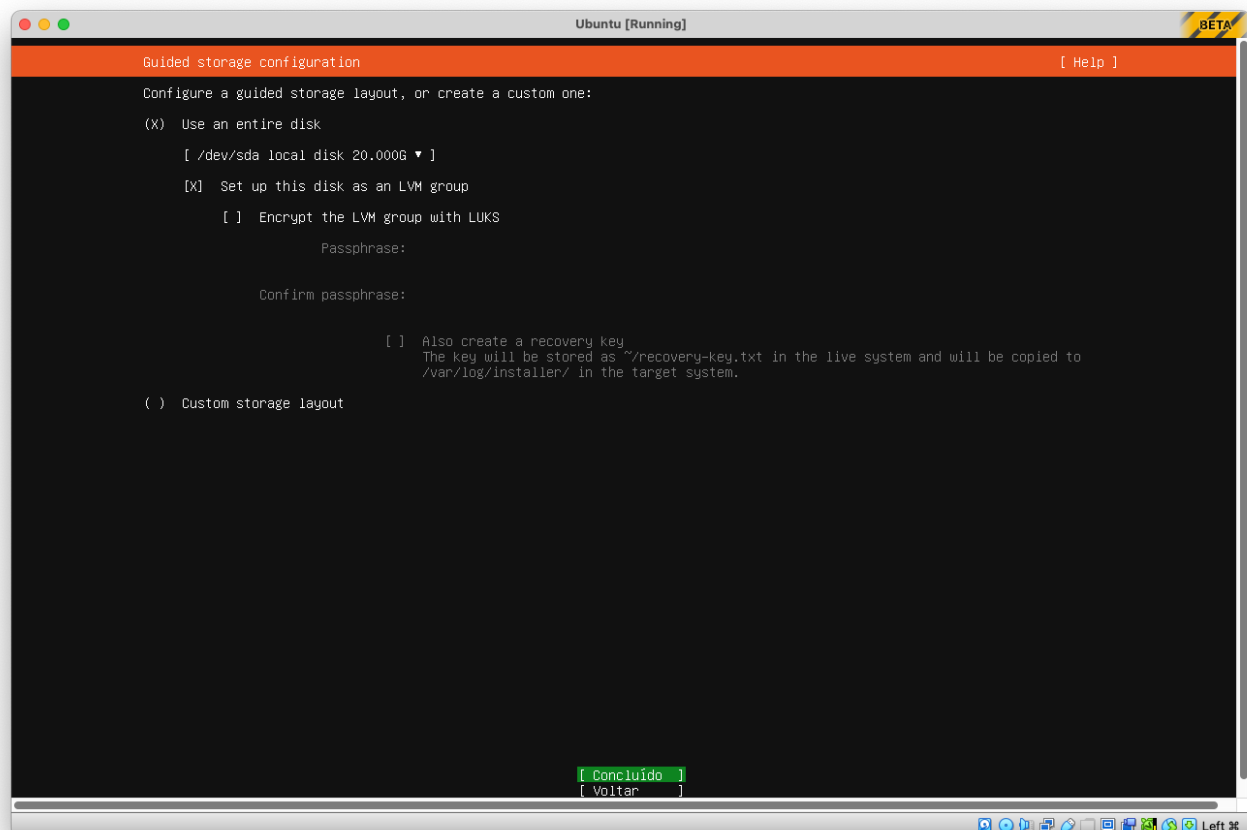 Ubuntu [Running]
BETA
Guided storage configuration [ Help ]
Configure a guided storage layout, or create a custom one:
(X) Use an entire disk
[ /dev/sda local disk 20.000G ▾ ]
[X] Set up this disk as an LVM group
[ ] Encrypt the LVM group with LUKS
Passphrase:
Confirm passphrase:
[ ] Also create a recovery key
The key will be stored as ~/recovery-key.txt in the live system and will be copied to
/var/log/installer/ in the target system.
( ) Custom storage layout
[ Concluído ]
[ Voltar ]
Left ⌘